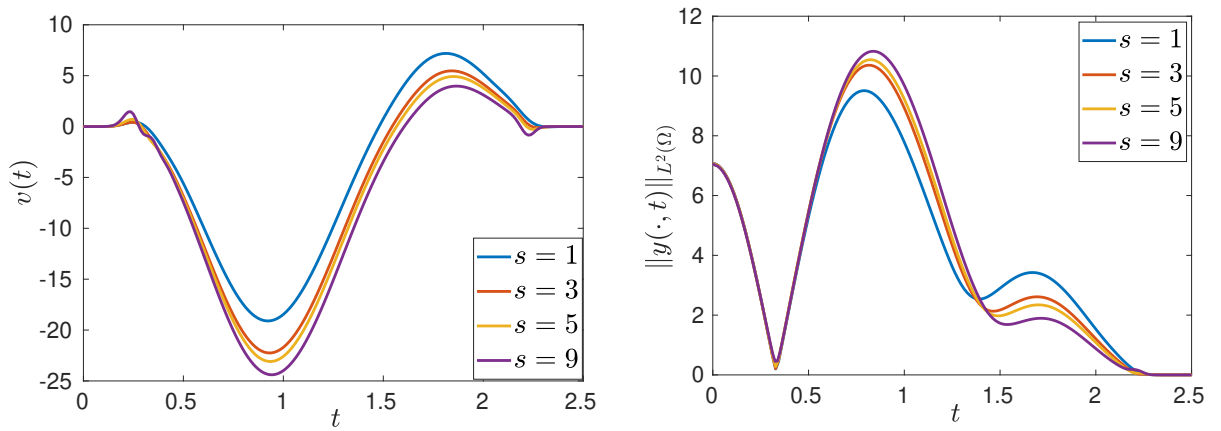 10
5
0
-5
-10
-15
-20
-25
0
0.5
1
1.5
2
2.5
t
v(t)
s = 1
s = 3
s = 5
s = 9
12
10
8
6
4
2
0
0
0.5
1
1.5
2
2.5
t
‖y(·, t)‖_{L²(Ω)}
s = 1
s = 3
s = 5
s = 9